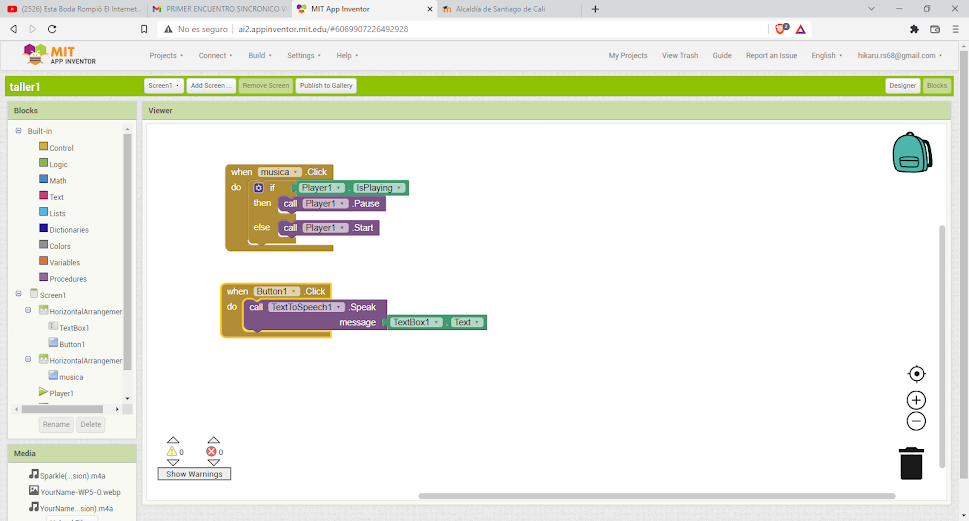 (2526) Esta Boda Rompió El Internet...
PRIMER ENCUENTRO SINCRONICO V
MIT App Inventor
Alcaldía de Santiago de Cali
No es seguro | ai2.appinventor.mit.edu/#6069907226492928
2
MIT
APP INVENTOR
Projects Connect Build Settings Help My Projects View Trash Guide Report an Issue English hikaru.rs68@gmail.com
taller1 Screen1 Add Screen ... Remove Screen Publish to Gallery Designer Blocks
Blocks
Viewer
Built-in
Control
Logic
Math
Text
Lists
Dictionaries
Colors
Variables
Procedures
Screen1
HorizontalArrangemer
TextBox1
Button1
HorizontalArrangemer
musica
Player1
Rename Delete
Media
Sparkle(...sion).m4a
YourName-WP5-0.webp
YourName...sion).m4a
when musica .Click
do if Player1 . IsPlaying
then call Player1 .Pause
else call Player1 .Start
when Button1 .Click
do call TextToSpeech1 .Speak
message TextBox1 . Text
0 0
Show Warnings